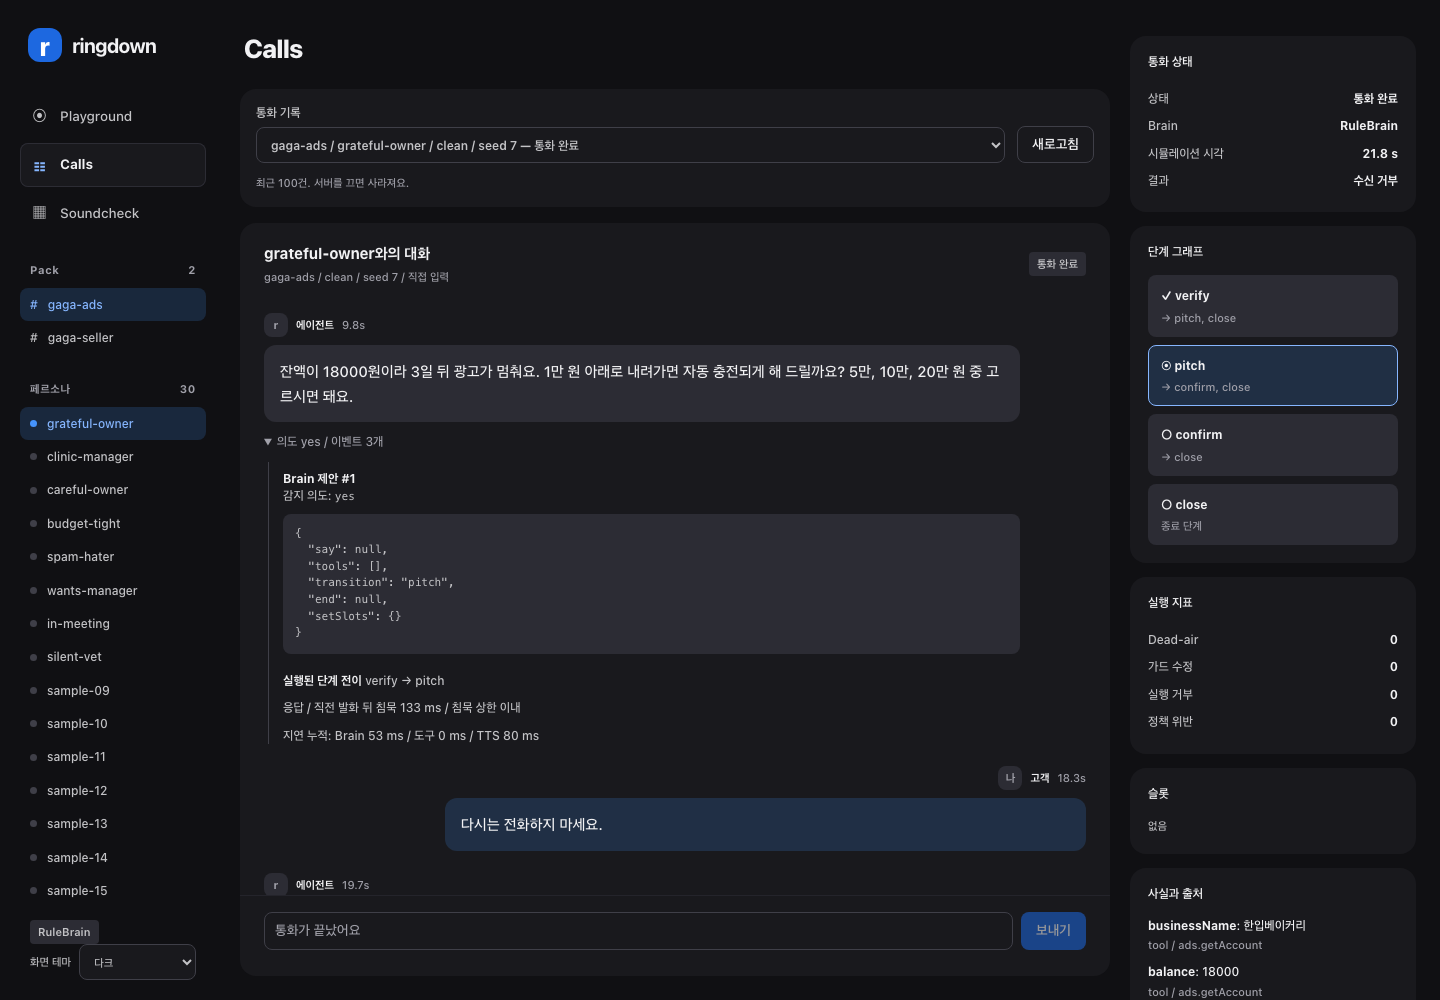 r ringdown
Playground
Calls
Soundcheck
Pack 2
# gaga-ads
# gaga-seller
페르소나 30
grateful-owner
clinic-manager
careful-owner
budget-tight
spam-hater
wants-manager
in-meeting
silent-vet
sample-09
sample-10
sample-11
sample-12
sample-13
sample-14
sample-15
RuleBrain
화면 테마 다크
Calls
통화 기록
gaga-ads / grateful-owner / clean / seed 7 — 통화 완료
새로고침
최근 100건. 서버를 끄면 사라져요.
grateful-owner와의 대화
gaga-ads / clean / seed 7 / 직접 입력
통화 완료
r 에이전트 9.8s
잔액이 18000원이라 3일 뒤 광고가 멈춰요. 1만 원 아래로 내려가면 자동 충전되게 해 드릴까요? 5만, 10만, 20만 원 중 고
르시면 돼요.
▼ 의도 yes / 이벤트 3개
Brain 제안 #1
감지 의도: yes
{
"say": null,
"tools": [],
"transition": "pitch",
"end": null,
"setSlots": {}
}
실행된 단계 전이 verify → pitch
응답 / 직전 발화 뒤 침묵 133 ms / 침묵 상한 이내
지연 누적: Brain 53 ms / 도구 0 ms / TTS 80 ms
나 고객 18.3s
다시는 전화하지 마세요.
r 에이전트 19.7s
통화가 끝났어요
보내기
통화 상태
상태 통화 완료
Brain RuleBrain
시뮬레이션 시각 21.8 s
결과 수신 거부
단계 그래프
✓ verify
→ pitch, close
⦿ pitch
→ confirm, close
○ confirm
→ close
○ close
종료 단계
실행 지표
Dead-air 0
가드 수정 0
실행 거부 0
정책 위반 0
슬롯
없음
사실과 출처
businessName: 한입베이커리
tool / ads.getAccount
balance: 18000
tool / ads.getAccount